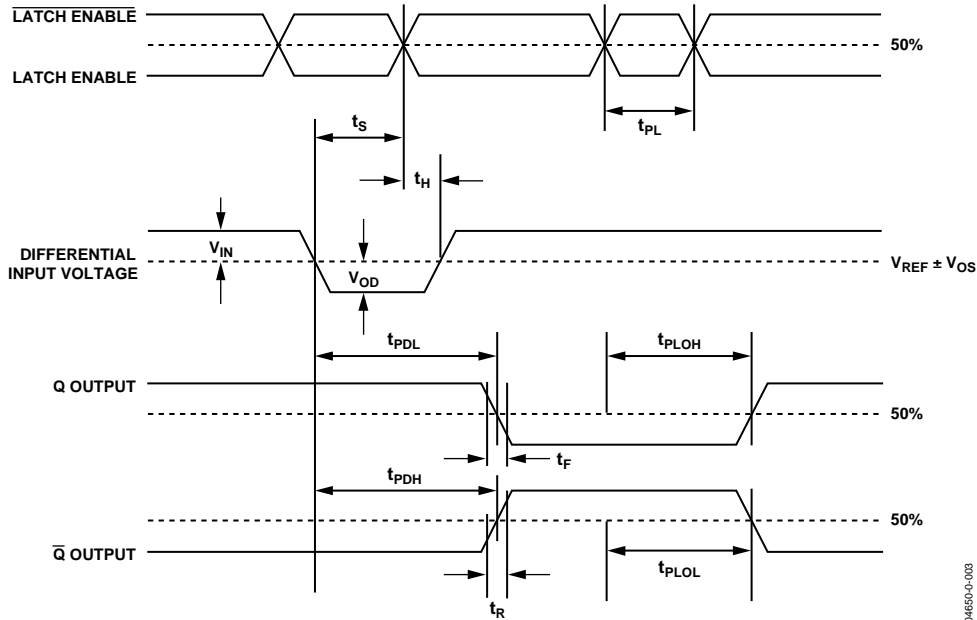 LATCH ENABLE
50%
LATCH ENABLE
tS
tPL
tH
VIN
DIFFERENTIAL
INPUT VOLTAGE
VOD
VREF ± VOS
tPDL
tPLOH
Q OUTPUT
50%
tF
tPDH
50%
Q OUTPUT
tPLOL
tR
04650-0-003